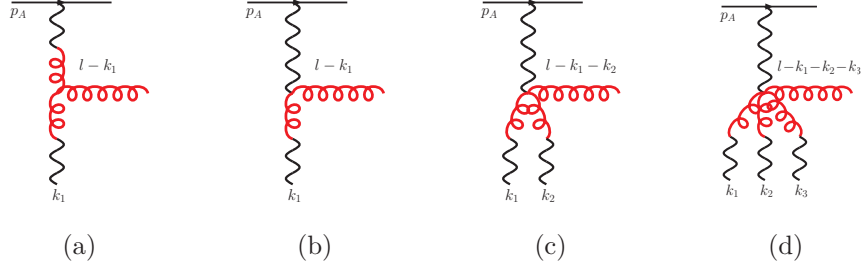 p_A
l − k_1
k_1
(a)
p_A
l − k_1
k_1
(b)
p_A
l − k_1 − k_2
k_1 k_2
(c)
p_A
l−k_1−k_2−k_3
k_1 k_2 k_3
(d)